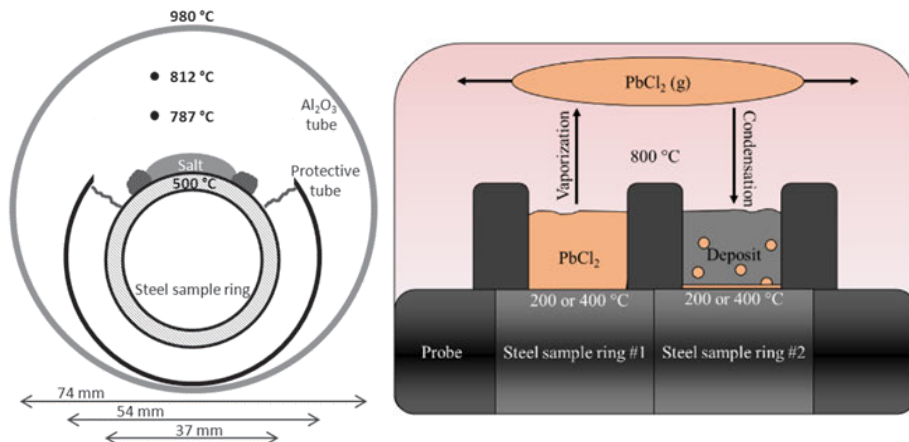 980 °C
812 °C
787 °C
Al₂O₃
tube
Protective
tube
Salt
500 °C
Steel sample ring
74 mm
54 mm
37 mm
PbCl₂ (g)
Vaporization
Condensation
800 °C
PbCl₂
Deposit
200 or 400 °C
200 or 400 °C
Probe
Steel sample ring #1
Steel sample ring #2